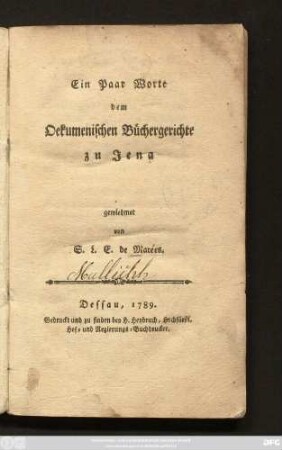 Ein Paar Worte
dem
Oekumenischen Büchergerichte
zu Jena
gewidmet
von
S. L. E. de Marées.
Dessau, 1789.
Gedruckt und zu finden bey H. Heybruch, Hochfürstl.
Hof- und Regierungs-Buchdrucker.